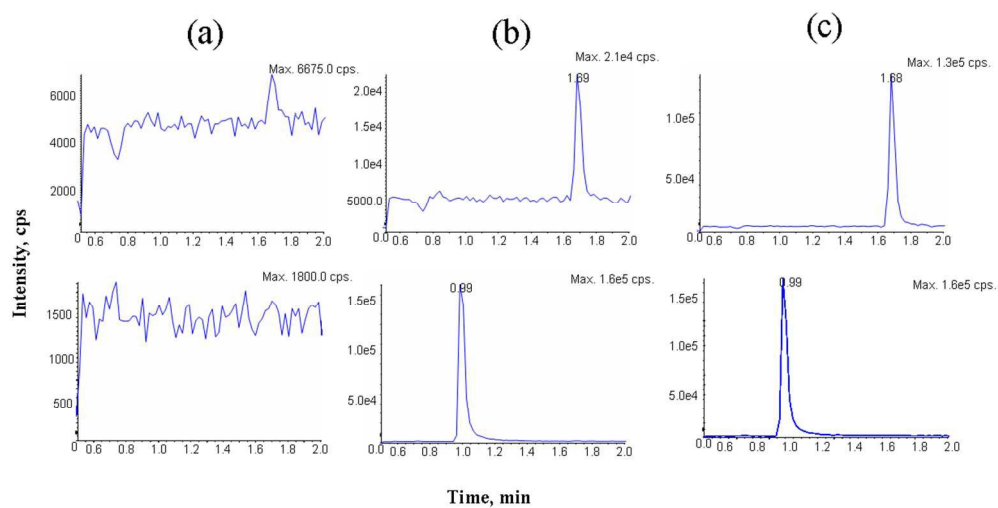 (a) (b) (c)
Max. 6675.0 cps. Max. 2.1e4 cps. Max. 1.3e5 cps.
1.69 1.68
6000 2.0e4 1.0e5
1.5e4
4000 1.0e4 5.0e4
2000 5000.0
0 0.0 0.0
0.6 0.8 1.0 1.2 1.4 1.6 1.8 2.0 0.6 0.8 1.0 1.2 1.4 1.6 1.8 2.0 0.6 0.8 1.0 1.2 1.4 1.6 1.8 2.0
Intensity, cps
Max. 1800.0 cps. Max. 1.6e5 cps. Max. 1.6e5 cps.
0.99 0.99
1500 1.5e5 1.5e5
1000 1.0e5 1.0e5
500 5.0e4 5.0e4
0 0.0 0.0
0.6 0.8 1.0 1.2 1.4 1.6 1.8 2.0 0.6 0.8 1.0 1.2 1.4 1.6 1.8 2.0 0.6 0.8 1.0 1.2 1.4 1.6 1.8 2.0
Time, min